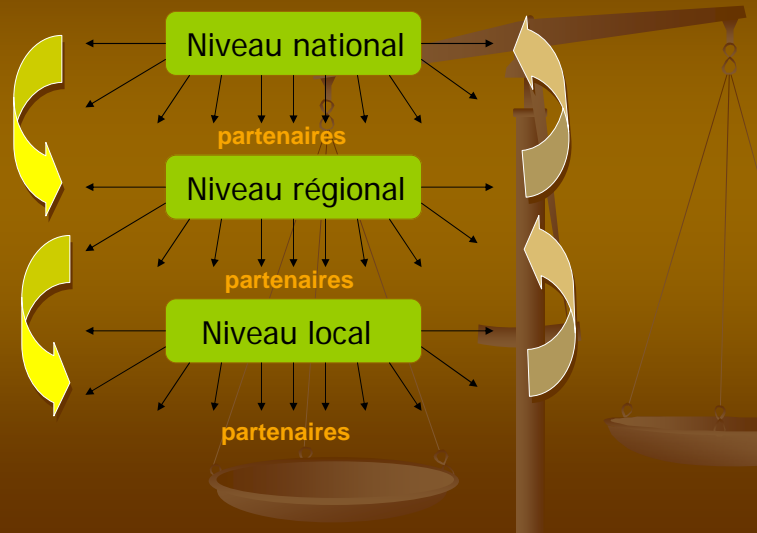 Niveau national
partenaires
Niveau régional
partenaires
Niveau local
partenaires